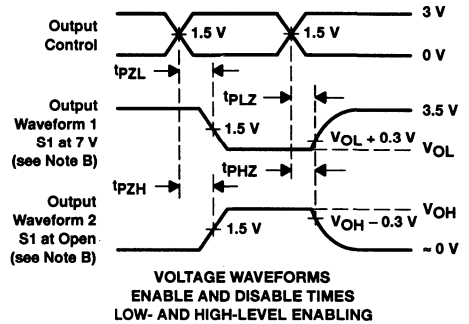 3 V
Output
Control
1.5 V
1.5 V
0 V
tPZL
tPLZ
Output
Waveform 1
S1 at 7 V
(see Note B)
3.5 V
1.5 V
VOL + 0.3 V
VOL
tPZH
tPHZ
Output
Waveform 2
S1 at Open
(see Note B)
VOH
VOH – 0.3 V
1.5 V
≈ 0 V
VOLTAGE WAVEFORMS
ENABLE AND DISABLE TIMES
LOW- AND HIGH-LEVEL ENABLING